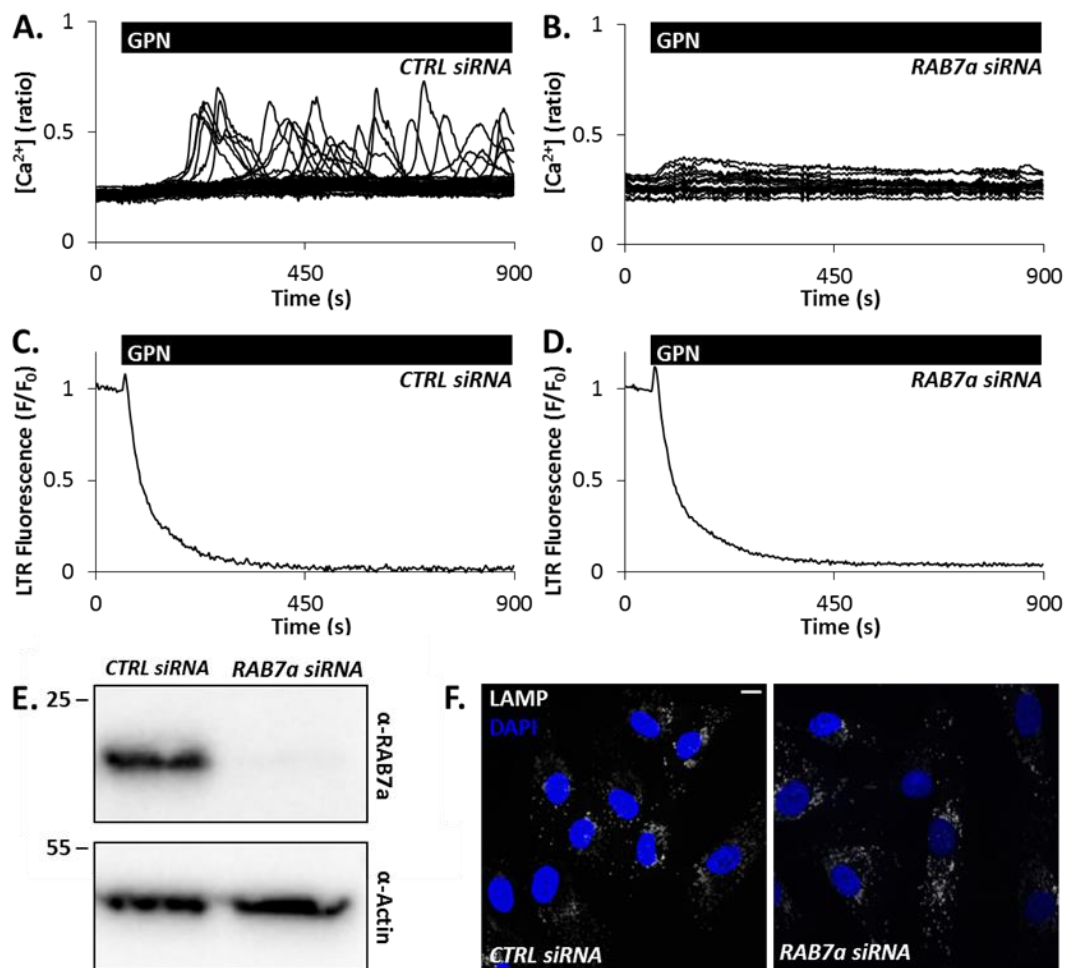 A.
1
GPN
CTRL siRNA
0.5
0
[Ca²⁺] (ratio)
0
450
900
Time (s)
B.
1
GPN
RAB7a siRNA
0.5
0
[Ca²⁺] (ratio)
0
450
900
Time (s)
C.
GPN
CTRL siRNA
1
0.5
0
LTR Fluorescence (F/F₀)
0
450
900
Time (s)
D.
GPN
RAB7a siRNA
1
0.5
0
LTR Fluorescence (F/F₀)
0
450
900
Time (s)
E.
CTRL siRNA RAB7a siRNA
25 –
α-RAB7a
55 –
α-Actin
F.
LAMP
DAPI
CTRL siRNA
RAB7a siRNA